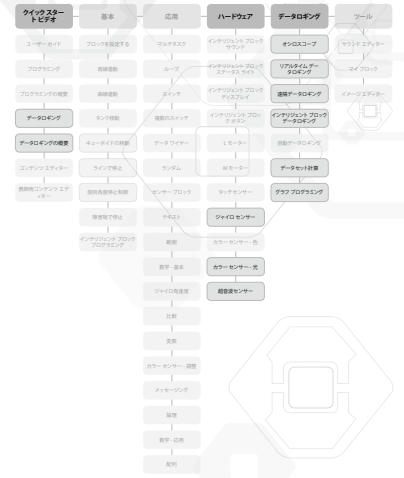 クイック スター
ト ビデオ
ユーザー ガイド
プログラミング
プログラミングの概要
データロギング
データロギングの概要
コンテンツ エディター
教師用コンテンツ エデ
ィター
基本
ブロックを設定する
直線運動
曲線運動
タンク移動
キューボイドの移動
ラインで停止
旋回角度停止制御
障害物で停止
インテリジェント ブロック
プログラミング
応用
マルチタスク
ループ
スイッチ
複数のスイッチ
データ ワイヤー
ランダム
センサー ブロック
テキスト
範囲
数学 - 基本
ジャイロ角速度
比較
変数
カラー センサー - 調整
メッセージング
論理
数学 - 応用
配列
ハードウェア
インテリジェント ブロック
サウンド
インテリジェント ブロック
ステータス ライト
インテリジェント ブロック
ディスプレイ
インテリジェント ブロッ
ク ボタン
L モーター
M モーター
タッチ センサー
ジャイロ センサー
カラー センサー - 色
カラー センサー - 光
超音波センサー
データロギング
オシロスコープ
リアルタイム デー
タロギング
遠隔データロギング
インテリジェント ブロック
データロギング
自動データロギング
データセット計算
グラフ プログラミング
ツール
サウンド エディター
マイ ブロック
イメージ エディター